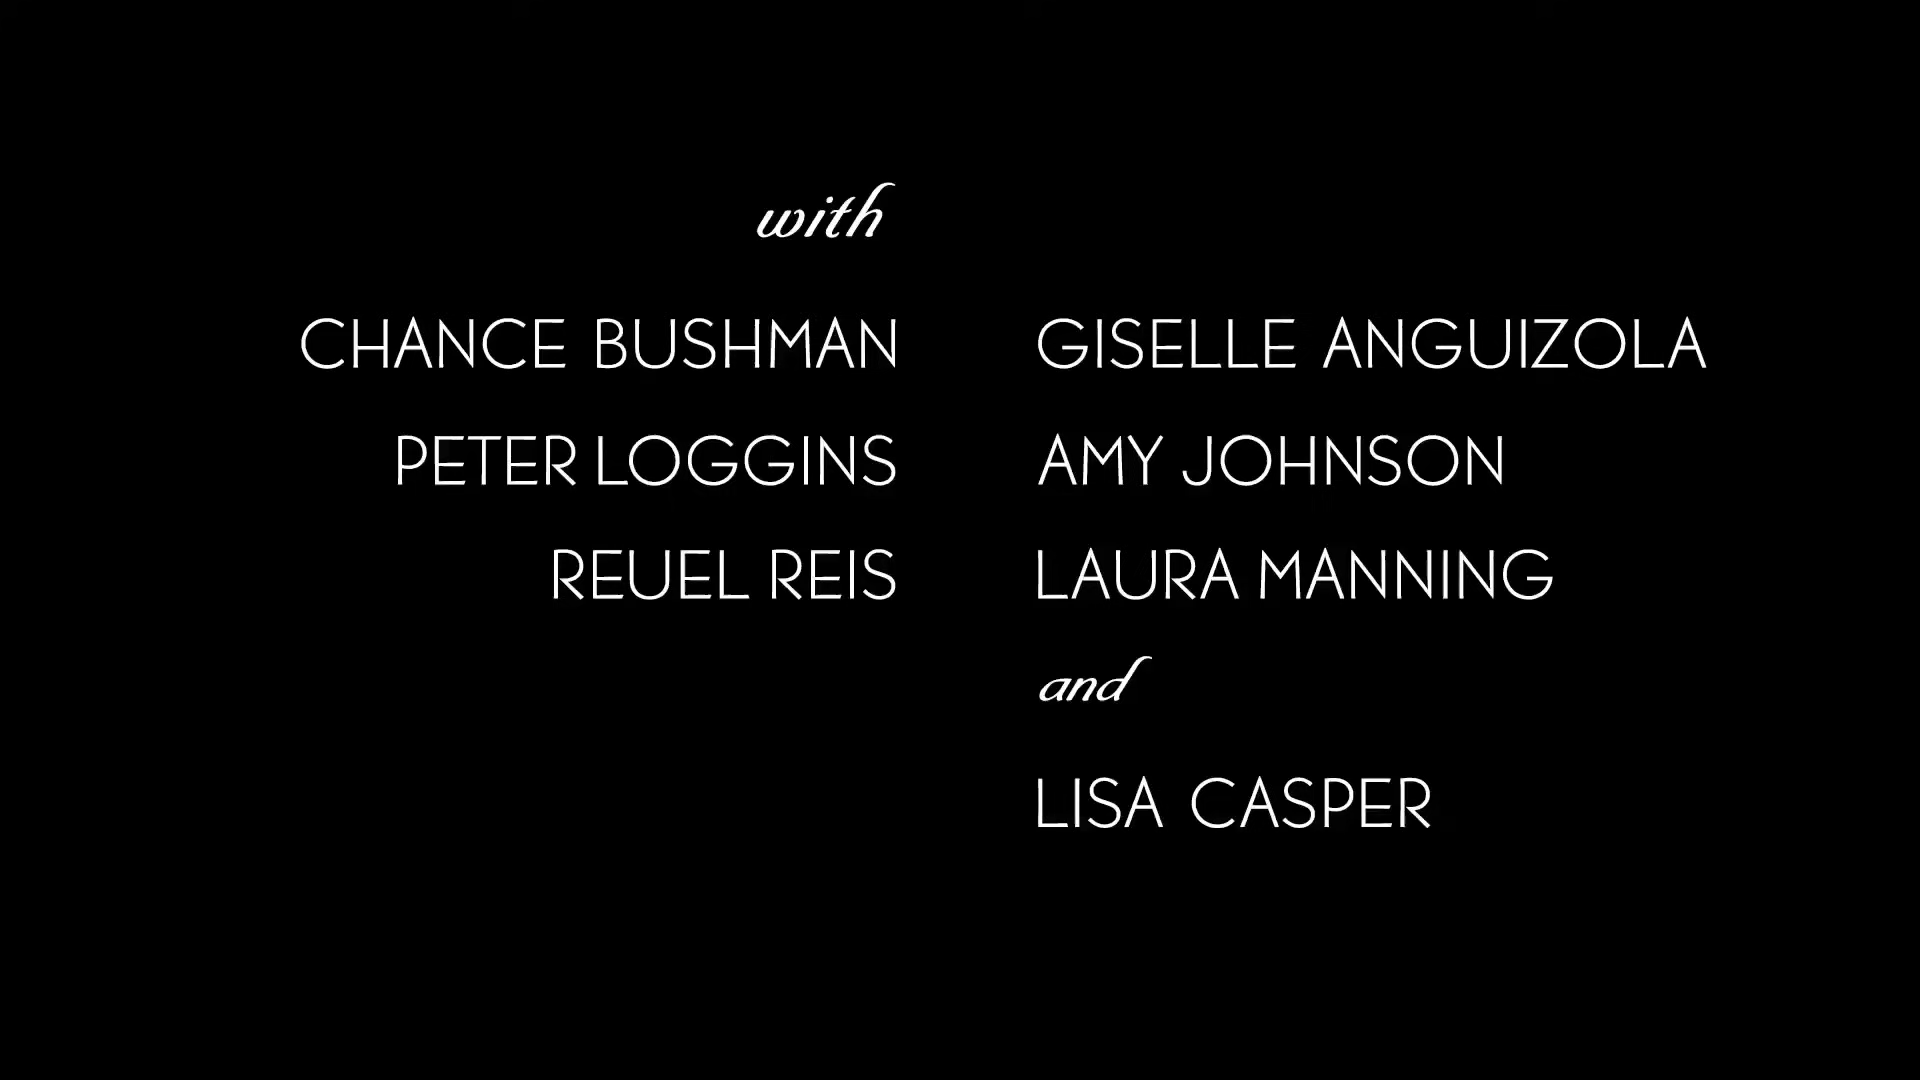 with
CHANCE BUSHMAN GISELLE ANGUIZOLA
PETER LOGGINS AMY JOHNSON
REUEL REIS LAURA MANNING
and
LISA CASPER